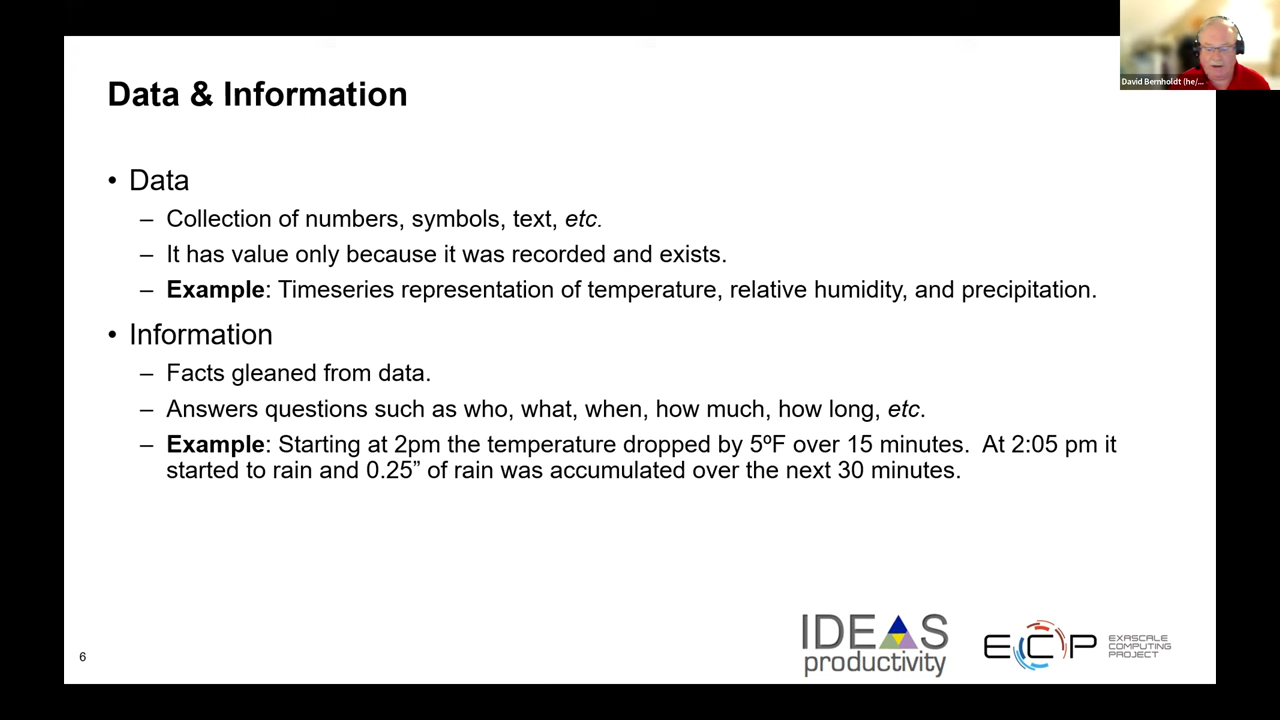 David Bernholdt (he/...
Data & Information
• Data
– Collection of numbers, symbols, text, etc.
– It has value only because it was recorded and exists.
– Example: Timeseries representation of temperature, relative humidity, and precipitation.
• Information
– Facts gleaned from data.
– Answers questions such as who, what, when, how much, how long, etc.
– Example: Starting at 2pm the temperature dropped by 5ºF over 15 minutes.  At 2:05 pm it
started to rain and 0.25” of rain was accumulated over the next 30 minutes.
6
IDEAS
productivity
ECP
EXASCALE
COMPUTING
PROJECT